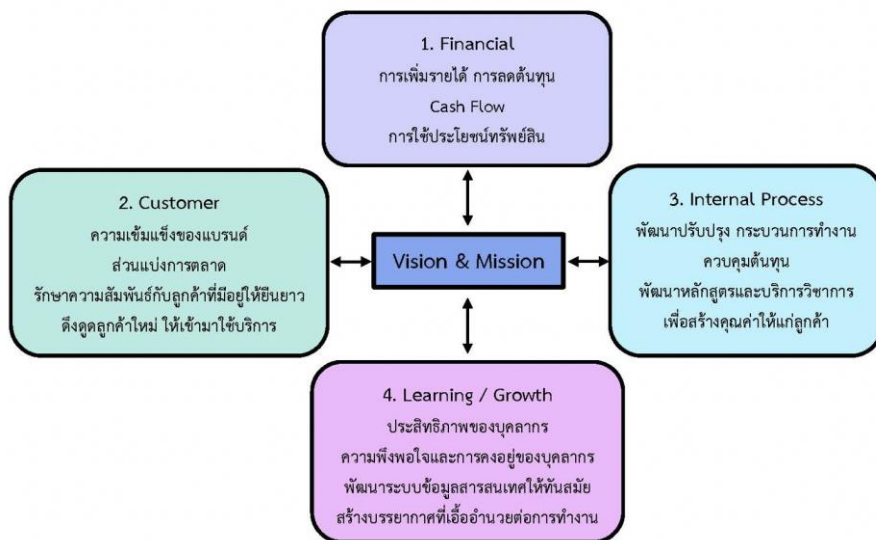 1. Financial
การเพิ่มรายได้ การลดต้นทุน
Cash Flow
การใช้ประโยชน์ทรัพย์สิน
2. Customer
ความเข้มแข็งของแบรนด์
ส่วนแบ่งการตลาด
รักษาความสัมพันธ์กับลูกค้าที่มีอยู่ให้ยืนยาว
ดึงดูดลูกค้าใหม่ ให้เข้ามาใช้บริการ
Vision & Mission
3. Internal Process
พัฒนาปรับปรุง กระบวนการทำงาน
ควบคุมต้นทุน
พัฒนาหลักสูตรและบริการวิชาการ
เพื่อสร้างคุณค่าให้แก่ลูกค้า
4. Learning / Growth
ประสิทธิภาพของบุคลากร
ความพึงพอใจและการคงอยู่ของบุคลากร
พัฒนาระบบข้อมูลสารสนเทศให้ทันสมัย
สร้างบรรยากาศที่เอื้ออำนวยต่อการทำงาน